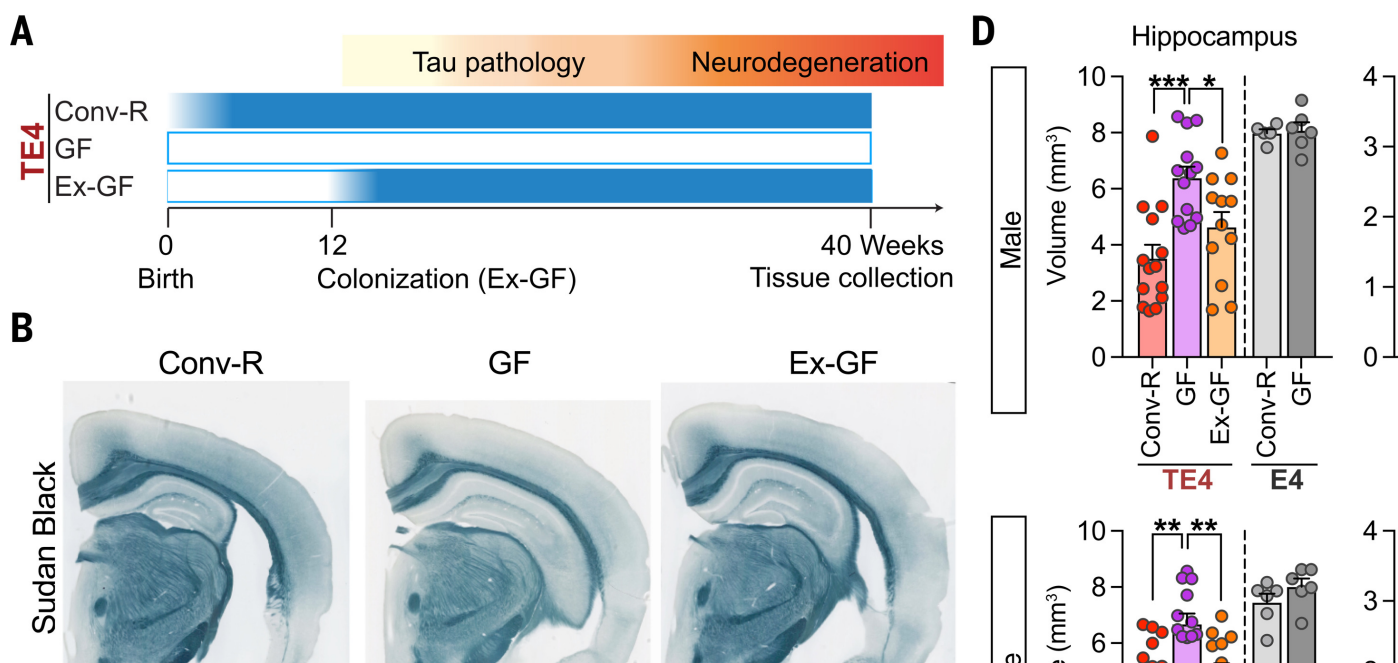 A
Tau pathology Neurodegeneration
TE4
Conv-R
GF
Ex-GF
0 12 40 Weeks
Birth Colonization (Ex-GF) Tissue collection
B
Conv-R GF Ex-GF
Sudan Black
D
Hippocampus
Male
Volume (mm³)
10
8
6
4
2
0
*** *
Conv-R GF Ex-GF Conv-R GF
TE4 E4
4
3
2
1
0
(mm³)
10
8
6
** **
4
3